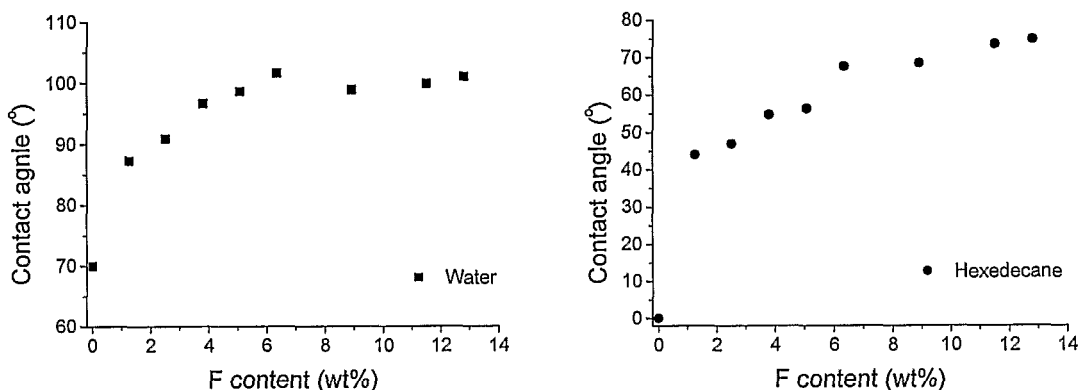 110
100
90
80
70
60
Contact agnle (°)
0 2 4 6 8 10 12 14
F content (wt%)
Water
80
70
60
50
40
30
20
10
0
Contact angle (°)
0 2 4 6 8 10 12 14
F content (wt%)
Hexedecane